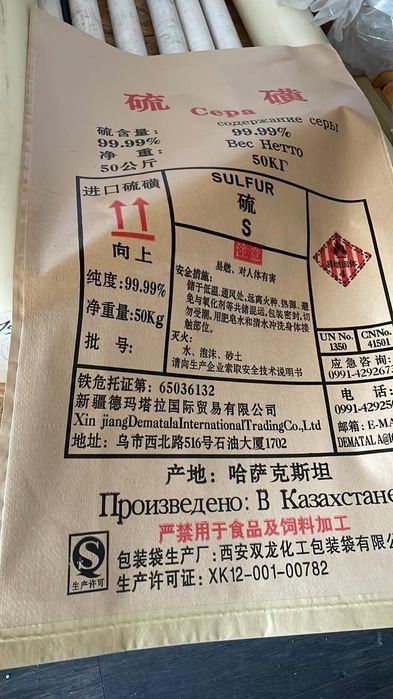 硫 Сера 磺
硫含量: содержание серы
99.99% 99.99%
净 重: Вес Нетто
50公斤 50КГ
进口硫磺
向上
纯度:99.99%
净重量:50Kg
批 号:
SULFUR
硫
S
易燃、对人体有害
安全措施:
储于低温、通风处,远离火种、热源、避
免与氧化剂等共储混运,包装密封,切
勿受潮,用肥皂水和清水冲洗身体接
触部位。
灭火:
水、泡沫、砂土
请向生产企业索取安全技术说明书
易燃固体
UN No. CNNo.
1350 41501
应急咨询:
0991-429267
铁危托证第: 65036132
新疆德玛塔拉国际贸易有限公司
Xin jiangDematalaInternationalTradingCo.,Ltd
地址: 乌市西北路516号石油大厦1702
电 话:
0991-42925
邮箱: E-MA
DEMATALA@1
产地: 哈萨克斯坦
Произведено: В Казахстане
严禁用于食品及饲料加工
S
生产许可
包装袋生产厂: 西安双龙化工包装袋有限公
生产许可证: XK12-001-00782